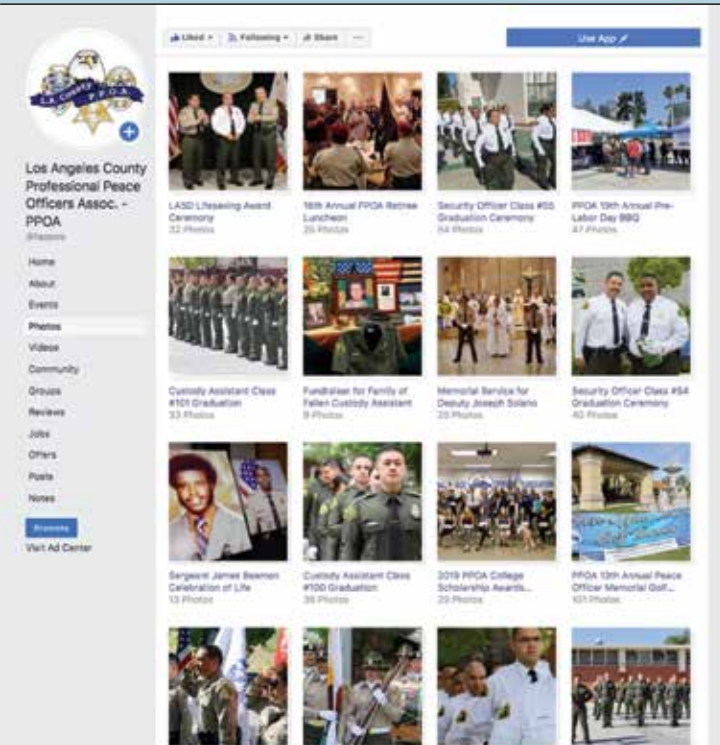 Liked
Following
Share
Use App
L.A. County P.P.O.A.
Los Angeles County
Professional Peace
Officers Assoc. -
PPOA
Home
About
Events
Photos
Videos
Community
Groups
Reviews
Jobs
Offers
Posts
Notes
Promote
Visit Ad Center
LASD Lifesaving Award
Ceremony
32 Photos
Annual PPOA Retiree
Luncheon
Photos
Security Officer Class #55
Graduation Ceremony
54 Photos
PPOA 19th Annual Pre-
Labor Day BBQ
47 Photos
Custody Assistant Class
#101 Graduation
33 Photos
Fundraiser for Family of
Fallen Custody Assistant
9 Photos
Memorial Service for
Deputy Joseph Solano
Photos
Security Officer Class #54
Graduation Ceremony
40 Photos
Sergeant James Beamon
Celebration of Life
13 Photos
Custody Assistant Class
#100 Graduation
Photos
2019 PPOA College
Scholarship Awards...
Photos
PPOA 13th Annual Peace
Officer Memorial Golf...
101 Photos